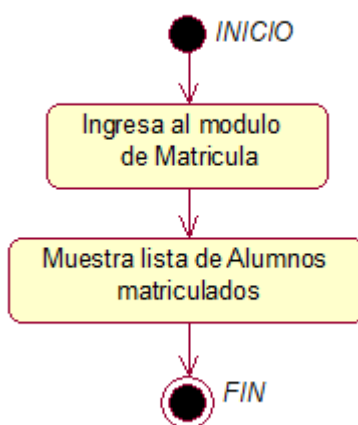 INICIO
Ingresa al modulo
de Matricula
Muestra lista de Alumnos
matriculados
FIN